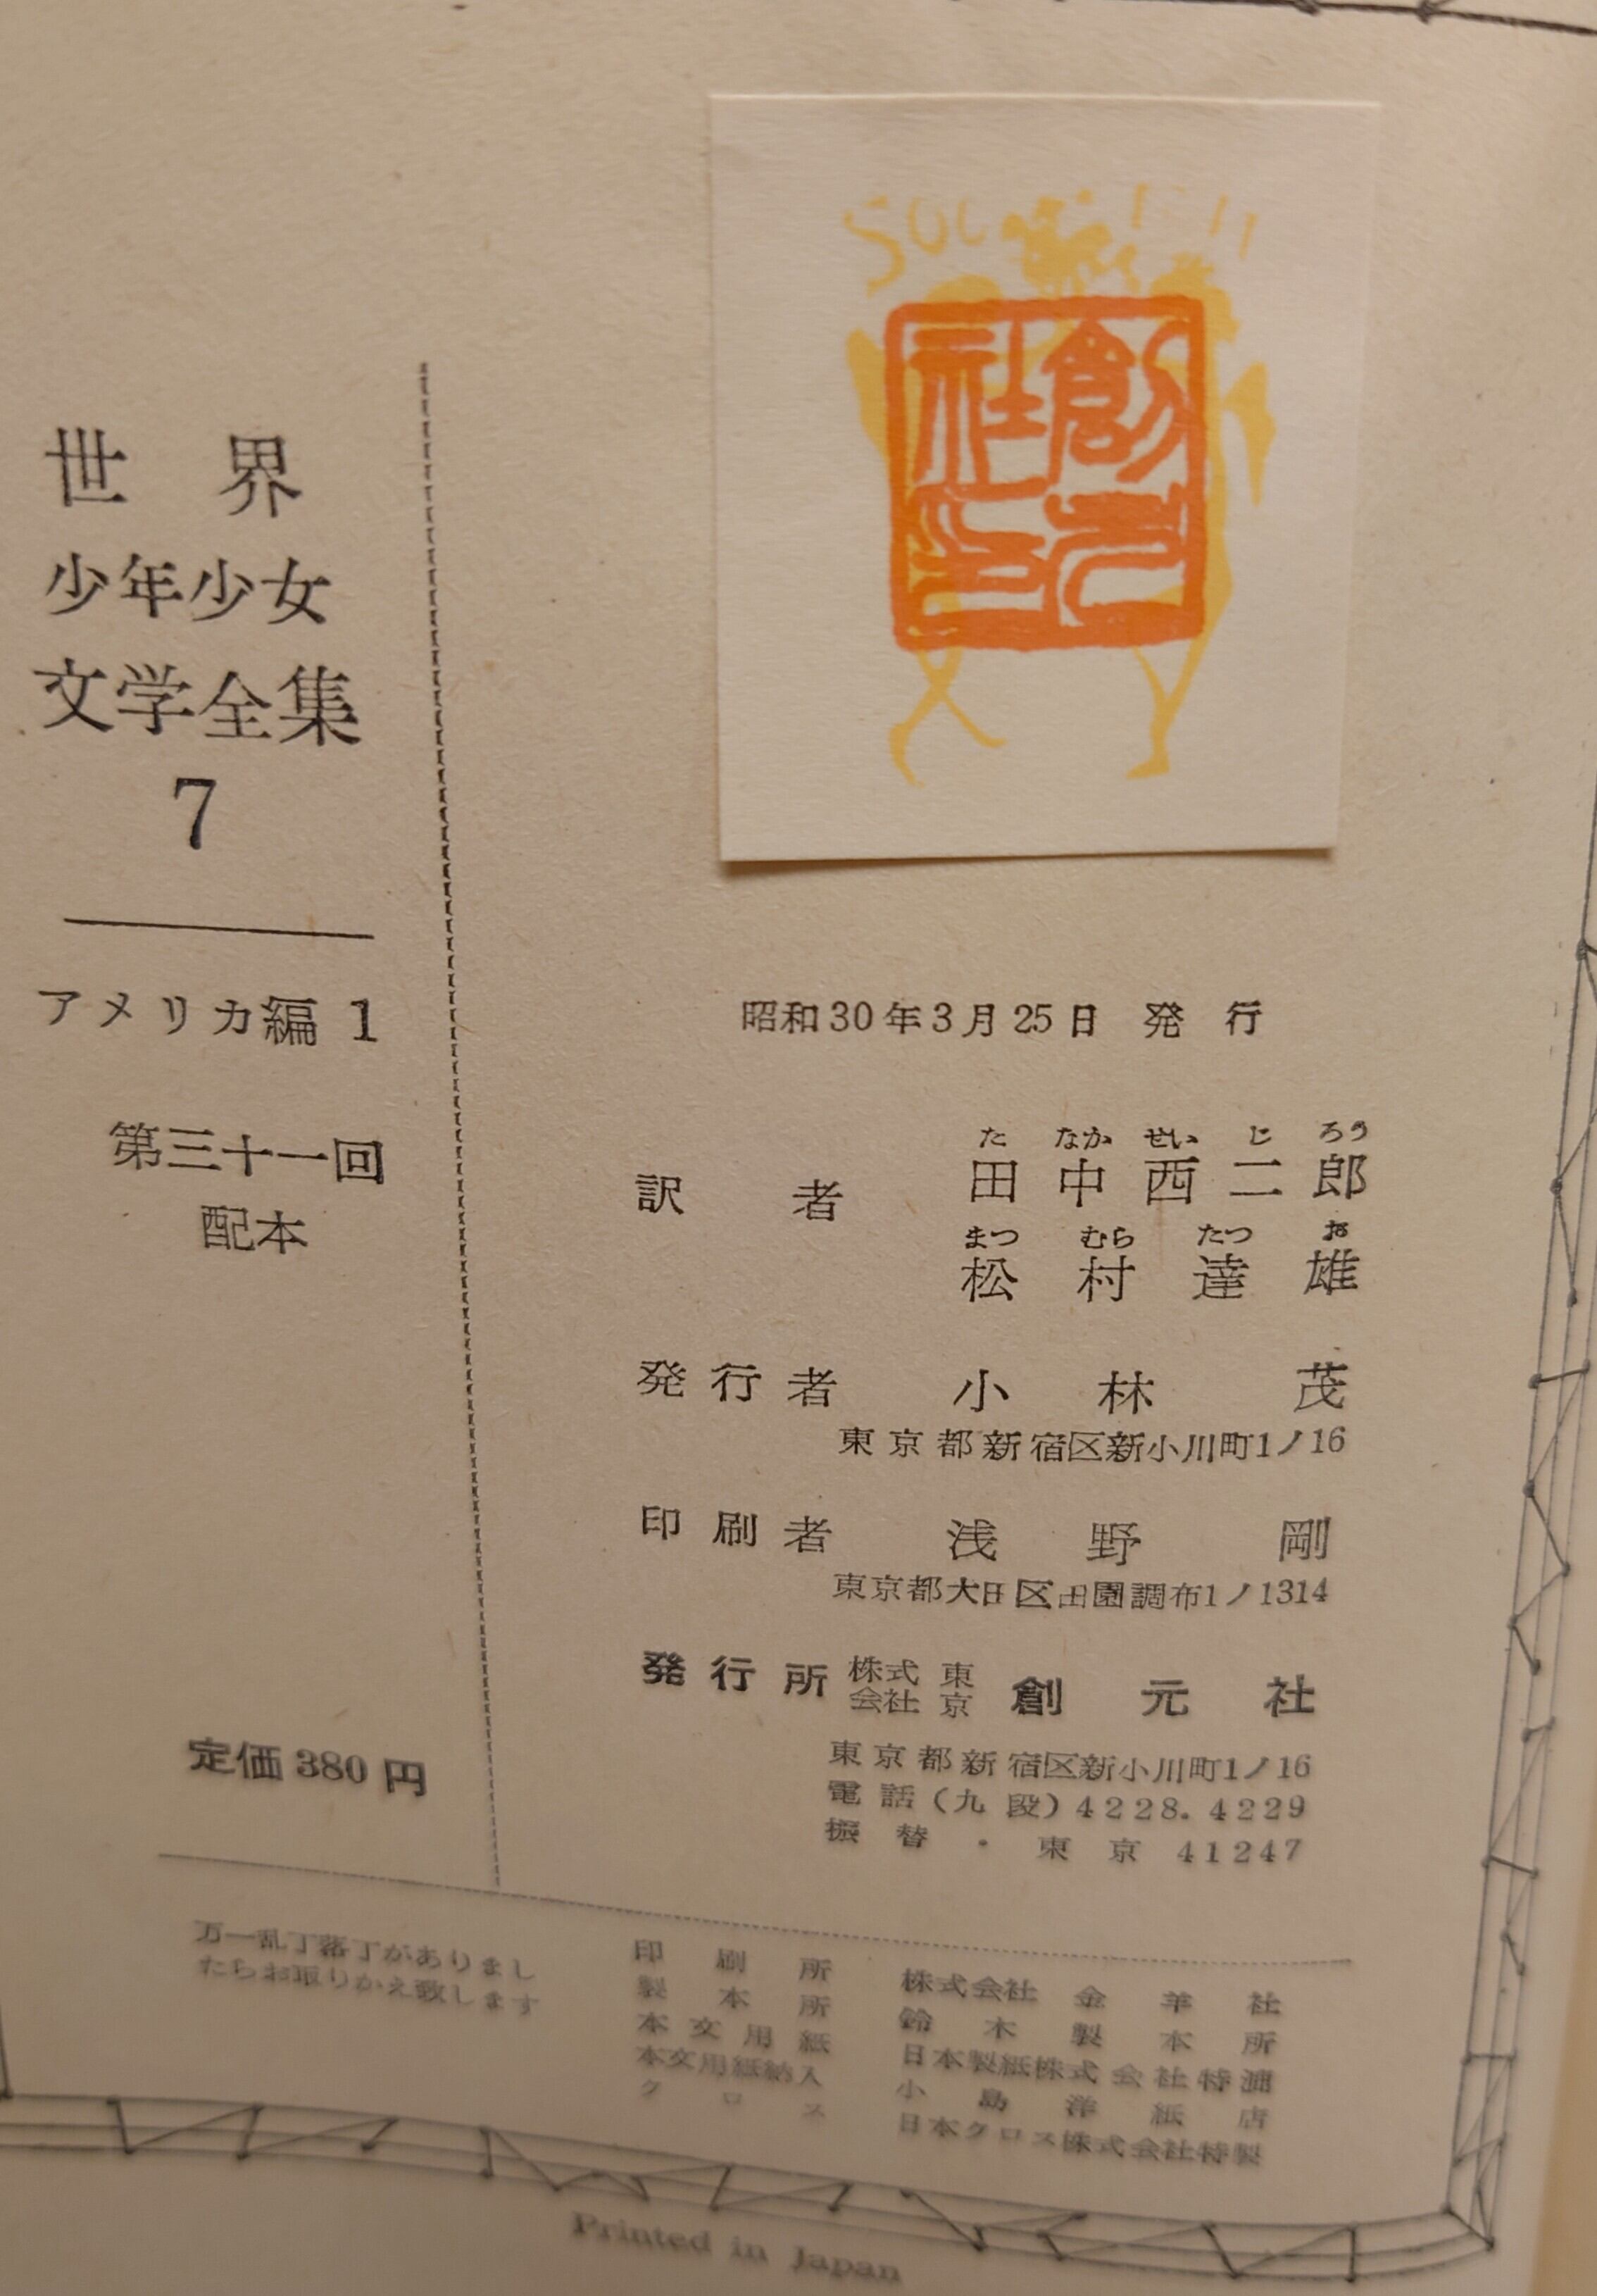 創元
社印
世界
少年少女
文学全集
7
アメリカ編 1
第三十一回
配本
定価 380 円
昭和30年3月25日 発行
た なか せい じ ろう
訳者 田中西二郎
まつ むら たつ お
松村達雄
発行者 小林茂
東京都新宿区新小川町1ノ16
印刷者 浅野剛
東京都大田区田園調布1ノ1314
発行所 株式会社 東京 創元社
東京都新宿区新小川町1ノ16
電話(九段)4228.4229
振替・東京 41247
万一乱丁落丁がありまし
たらお取りかえ致します
印刷所 株式会社 金羊社
製本所 鈴木製本所
本文用紙 日本製紙株式会社特漉
本文用紙納入 小島洋紙店
クロス 日本クロス株式会社特製
Printed in Japan